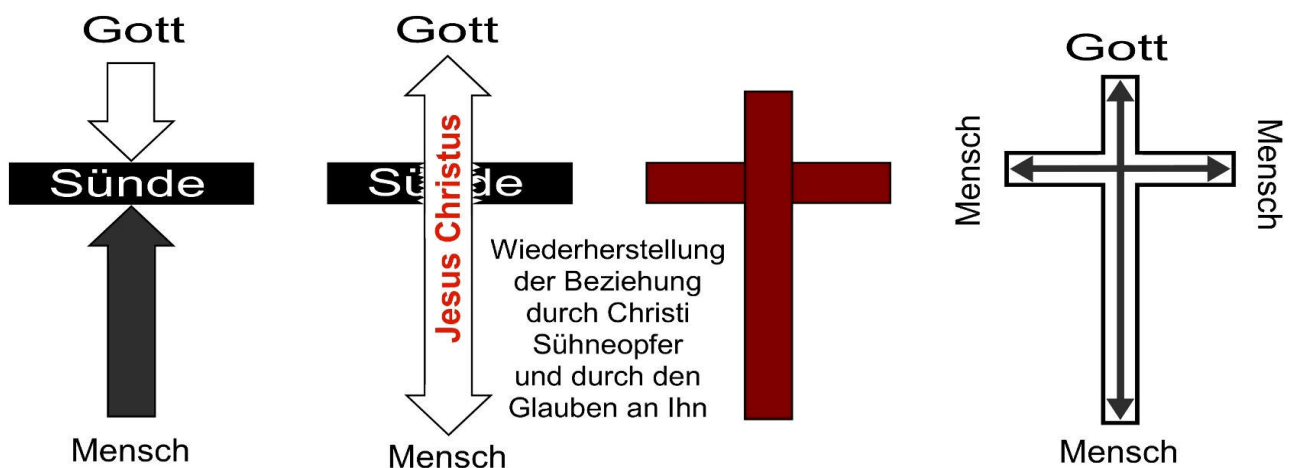 Gott
Sünde
Mensch
Gott
Sünde
Jesus Christus
Mensch
Wiederherstellung
der Beziehung
durch Christi
Sühneopfer
und durch den
Glauben an Ihn
Gott
Mensch
Mensch
Mensch